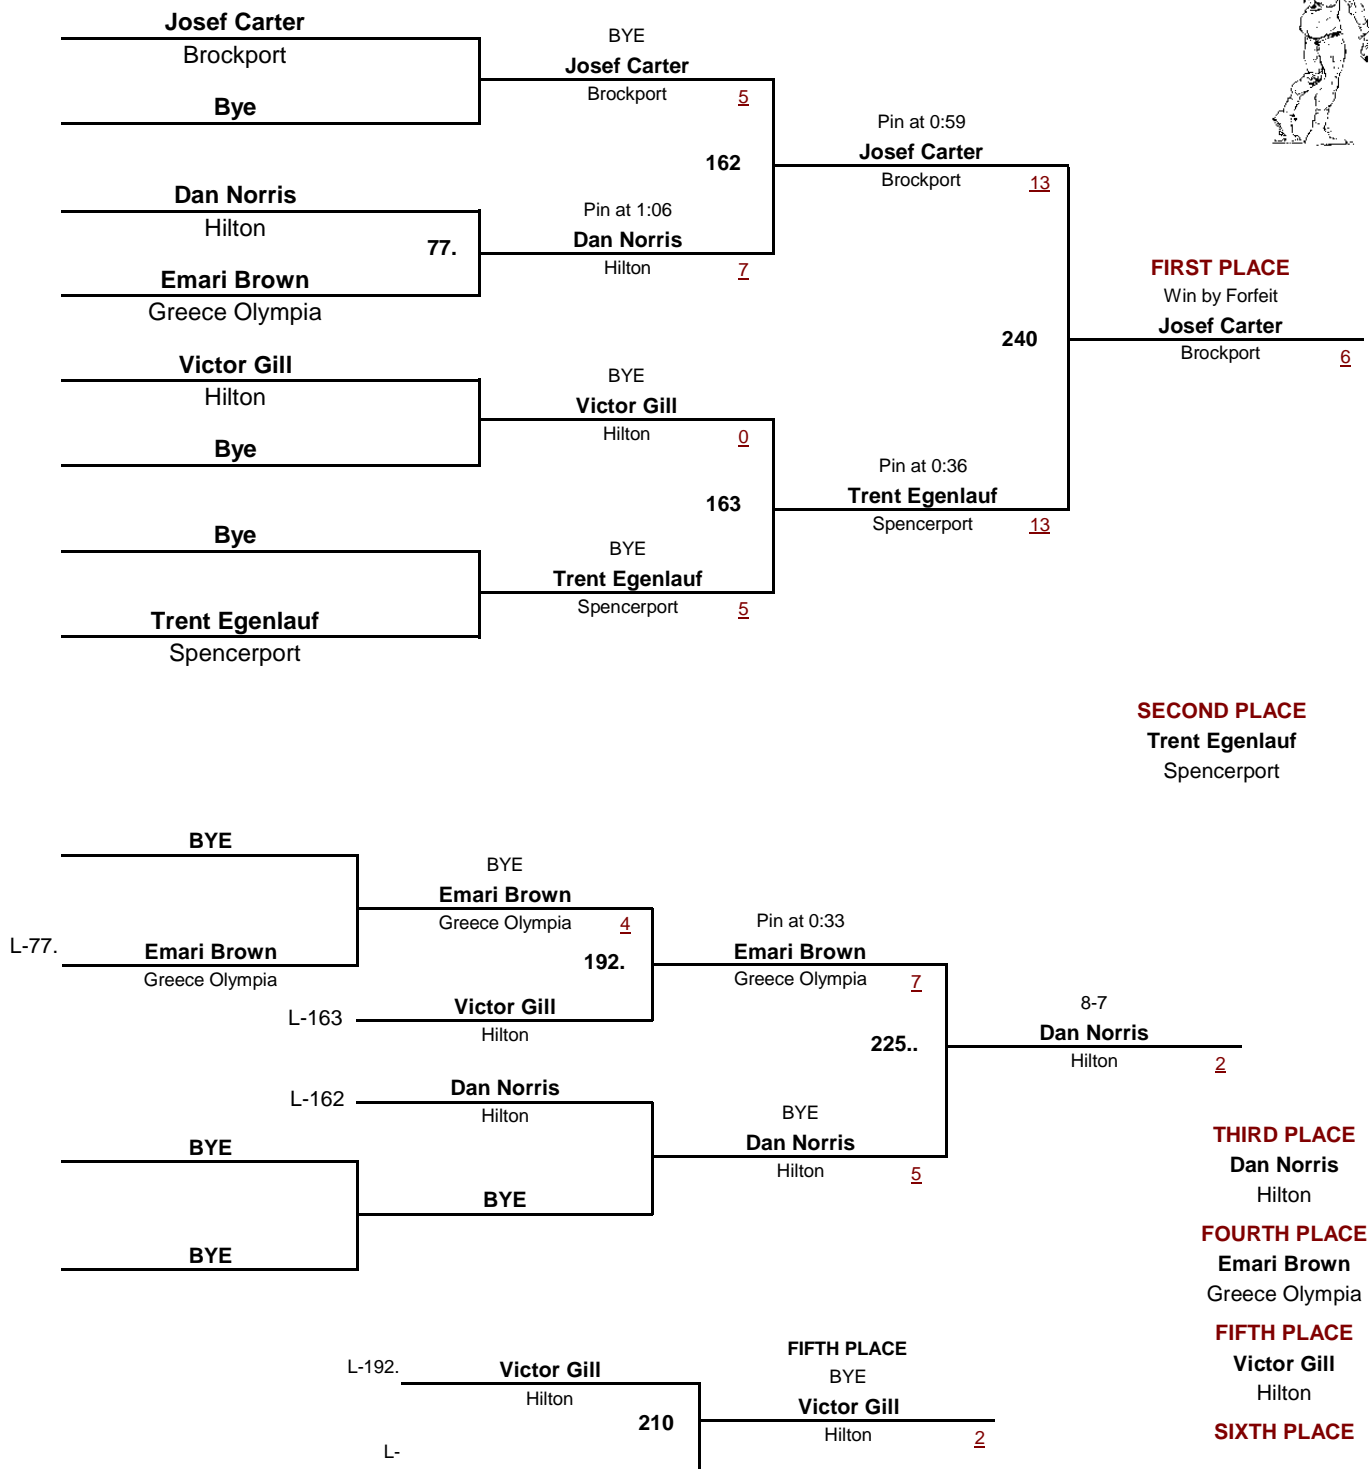 Josef Carter
Brockport
Bye
Dan Norris
Hilton
77.
Emari Brown
Greece Olympia
Victor Gill
Hilton
Bye
Bye
Trent Egenlauf
Spencerport
BYE
Josef Carter
Brockport 5
162
Pin at 1:06
Dan Norris
Hilton 7
BYE
Victor Gill
Hilton 0
163
BYE
Trent Egenlauf
Spencerport 5
Pin at 0:59
Josef Carter
Brockport 13
240
Pin at 0:36
Trent Egenlauf
Spencerport 13
FIRST PLACE
Win by Forfeit
Josef Carter
Brockport 6
SECOND PLACE
Trent Egenlauf
Spencerport
BYE
L-77. Emari Brown
Greece Olympia
BYE
Emari Brown
Greece Olympia 4
192.
L-163 Victor Gill
Hilton
L-162 Dan Norris
Hilton
BYE
BYE
BYE
Pin at 0:33
Emari Brown
Greece Olympia 7
225..
BYE
Dan Norris
Hilton 5
8-7
Dan Norris
Hilton 2
THIRD PLACE
Dan Norris
Hilton
FOURTH PLACE
Emari Brown
Greece Olympia
FIFTH PLACE
Victor Gill
Hilton
SIXTH PLACE
L-192. Victor Gill
Hilton
210
L-
FIFTH PLACE
BYE
Victor Gill
Hilton 2